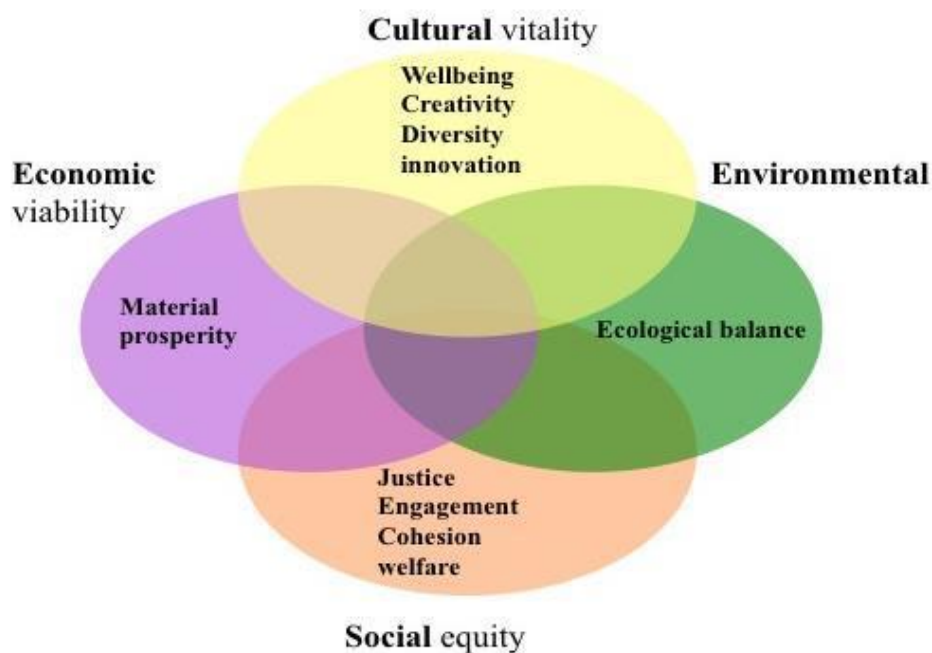 Cultural vitality
Wellbeing
Creativity
Diversity
innovation
Economic
viability
Environmental
Material
prosperity
Ecological balance
Justice
Engagement
Cohesion
welfare
Social equity